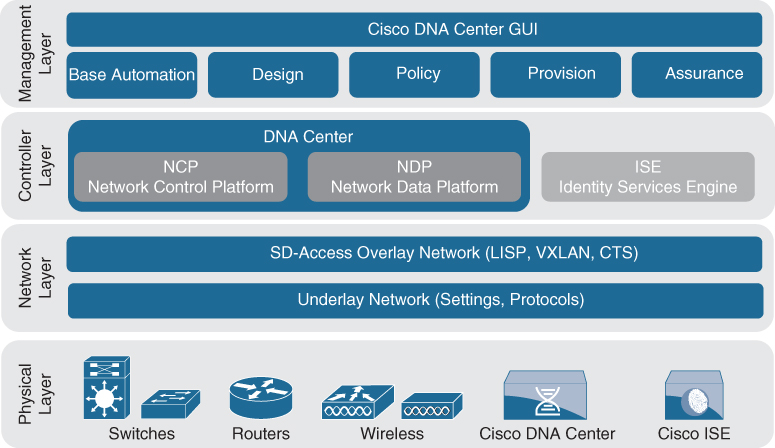 Management
Layer
Cisco DNA Center GUI
Base Automation
Design
Policy
Provision
Assurance
Controller
Layer
DNA Center
NCP
Network Control Platform
NDP
Network Data Platform
ISE
Identity Services Engine
Network
Layer
SD-Access Overlay Network (LISP, VXLAN, CTS)
Underlay Network (Settings, Protocols)
Physical
Layer
Switches
Routers
Wireless
Cisco DNA Center
Cisco ISE